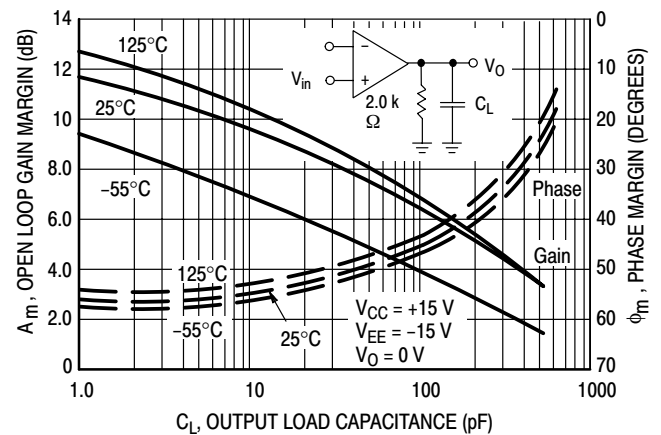 A m , OPEN LOOP GAIN MARGIN (dB)
14
12
10
8.0
6.0
4.0
2.0
0
125°C
25°C
−55°C
125°C
−55°C
25°C
−
+
V in
2.0 k
Ω
C L
V O
Phase
Gain
V CC = +15 V
V EE = −15 V
V O = 0 V
0
10
20
30
40
50
60
70
φ m , PHASE MARGIN (DEGREES)
1.0
10
100
1000
C L , OUTPUT LOAD CAPACITANCE (pF)